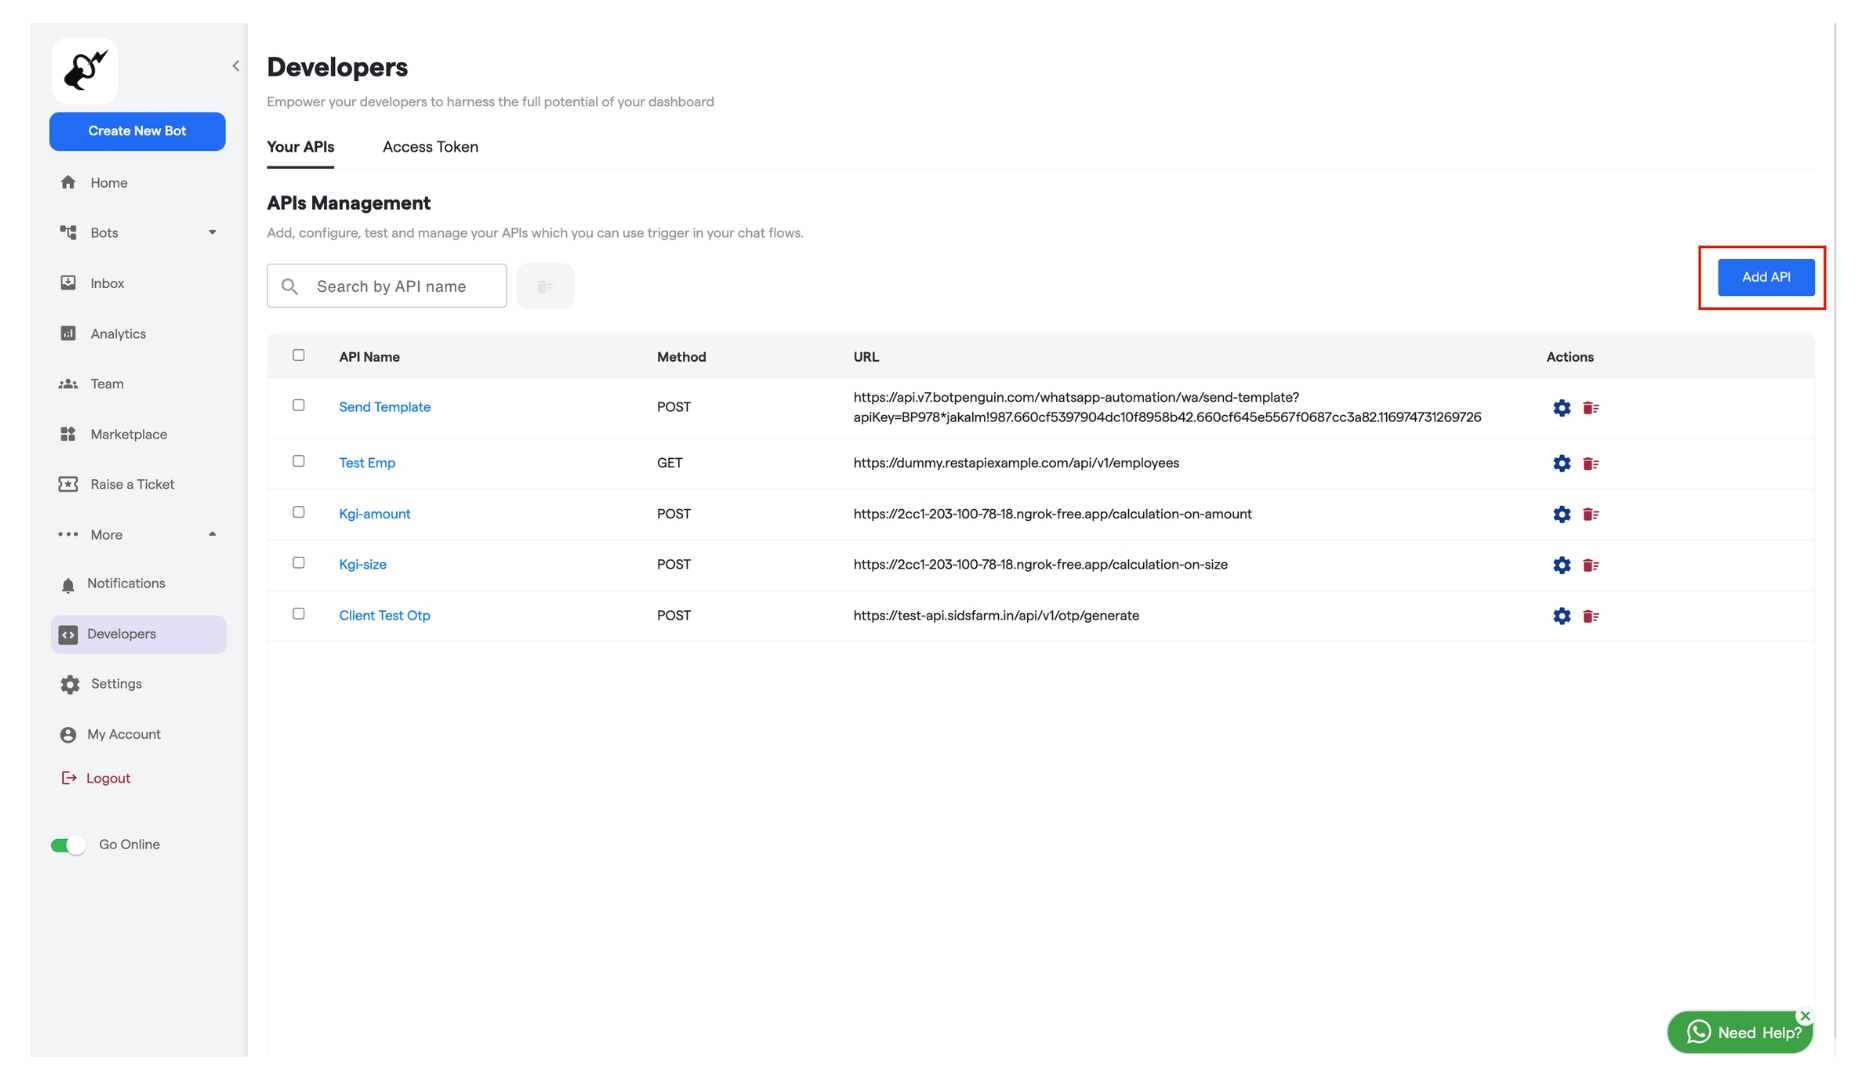 Create New Bot
Home
Bots
Inbox
Analytics
Team
Marketplace
Raise a Ticket
More
Notifications
Developers
Settings
My Account
Logout
Go Online
Developers
Empower your developers to harness the full potential of your dashboard
Your APIs Access Token
APIs Management
Add, configure, test and manage your APIs which you can use trigger in your chat flows.
Search by API name
Add API
API Name Method URL Actions
Send Template POST https://api.v7.botpenguin.com/whatsapp-automation/wa/send-template?
apiKey=BP978*jakalm!987.660cf5397904dc10f8958b42.660cf645e5567f0687cc3a82.116974731269726
Test Emp GET https://dummy.restapiexample.com/api/v1/employees
Kgi-amount POST https://2cc1-203-100-78-18.ngrok-free.app/calculation-on-amount
Kgi-size POST https://2cc1-203-100-78-18.ngrok-free.app/calculation-on-size
Client Test Otp POST https://test-api.sidsfarm.in/api/v1/otp/generate
Need Help?